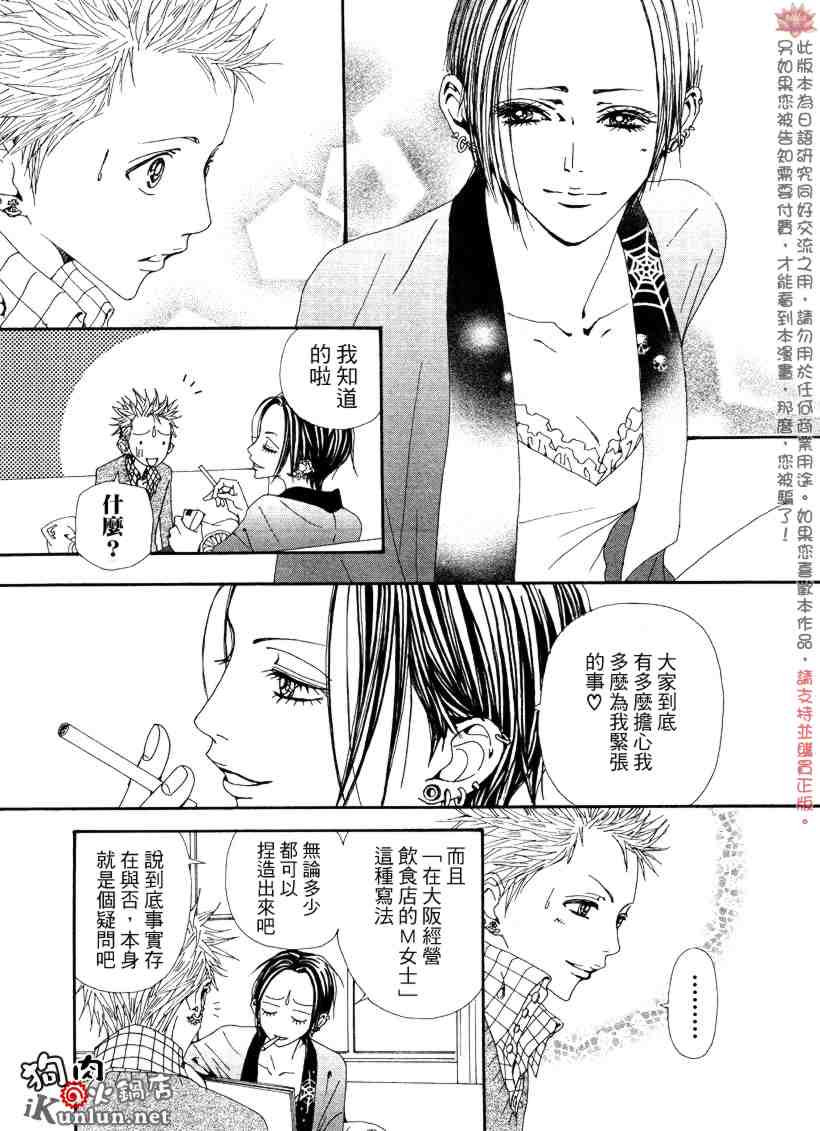 我知道
的啦
什麼？
大家到底
有多麼擔心我
多麼為我緊張
的事♡
………
而且
「在大阪經營
飲食店的M女士」
這種寫法
無論多少
都可以
捏造出來吧
說到底事實存
在與否，本身
就是個疑問吧
此版本為日語研究同好交流之用，請勿用於任何商業用途。如果您喜歡本作品，請支持並購買正版。
另如果您被告知需要付費，才能看到本漫畫，那麼，您被騙了！
狗肉
火鍋店
iKunlun.net